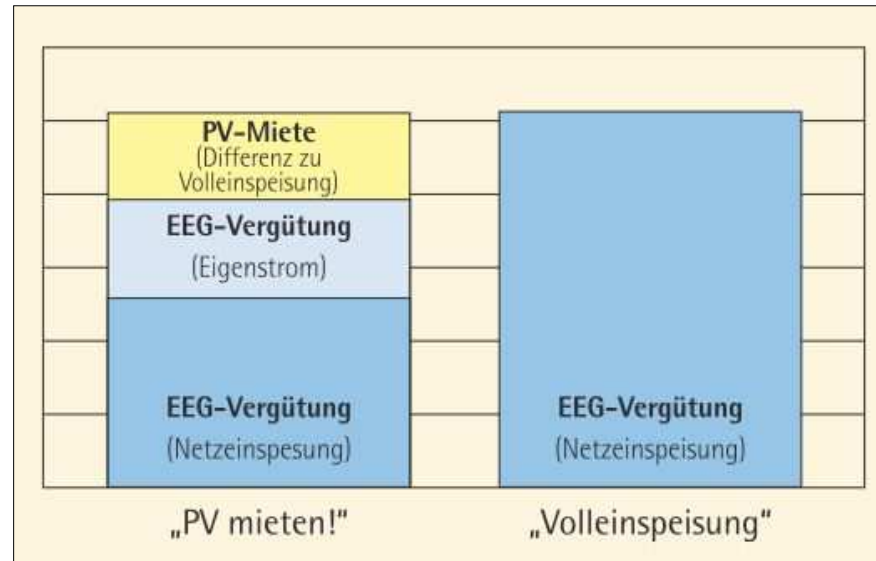 PV-Miete
(Differenz zu
Volleinspeisung)
EEG-Vergütung
(Eigenstrom)
EEG-Vergütung
(Netzeinspesung)
EEG-Vergütung
(Netzeinspeisung)
„PV mieten!“
„Volleinspeisung“